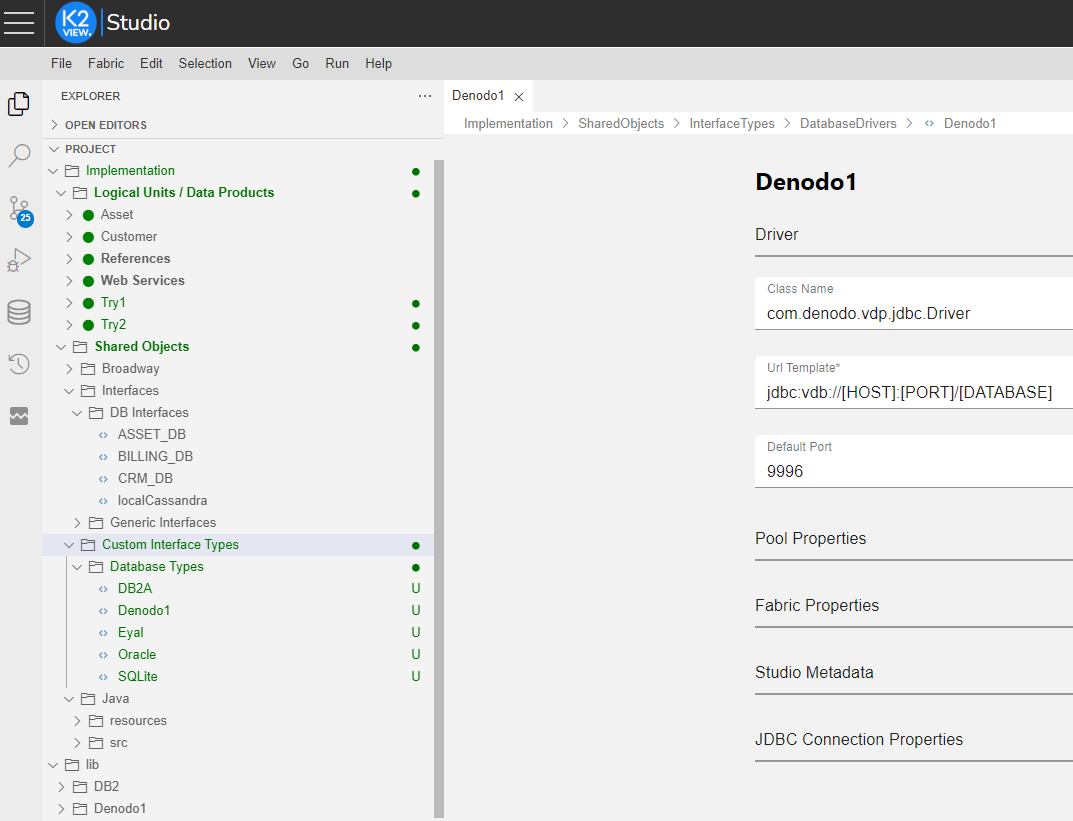 K2
VIEW.
Studio
File Fabric Edit Selection View Go Run Help
EXPLORER ···
OPEN EDITORS
PROJECT
Implementation
Logical Units / Data Products
Asset
Customer
References
Web Services
Try1
Try2
Shared Objects
Broadway
Interfaces
DB Interfaces
ASSET_DB
BILLING_DB
CRM_DB
localCassandra
Generic Interfaces
Custom Interface Types
Database Types
DB2A U
Denodo1 U
Eyal U
Oracle U
SQLite U
Java
resources
src
lib
DB2
Denodo1
25
Denodo1 ×
Implementation > SharedObjects > InterfaceTypes > DatabaseDrivers > <> Denodo1
Denodo1
Driver
Class Name
com.denodo.vdp.jdbc.Driver
Url Template*
jdbc:vdb://[HOST]:[PORT]/[DATABASE]
Default Port
9996
Pool Properties
Fabric Properties
Studio Metadata
JDBC Connection Properties